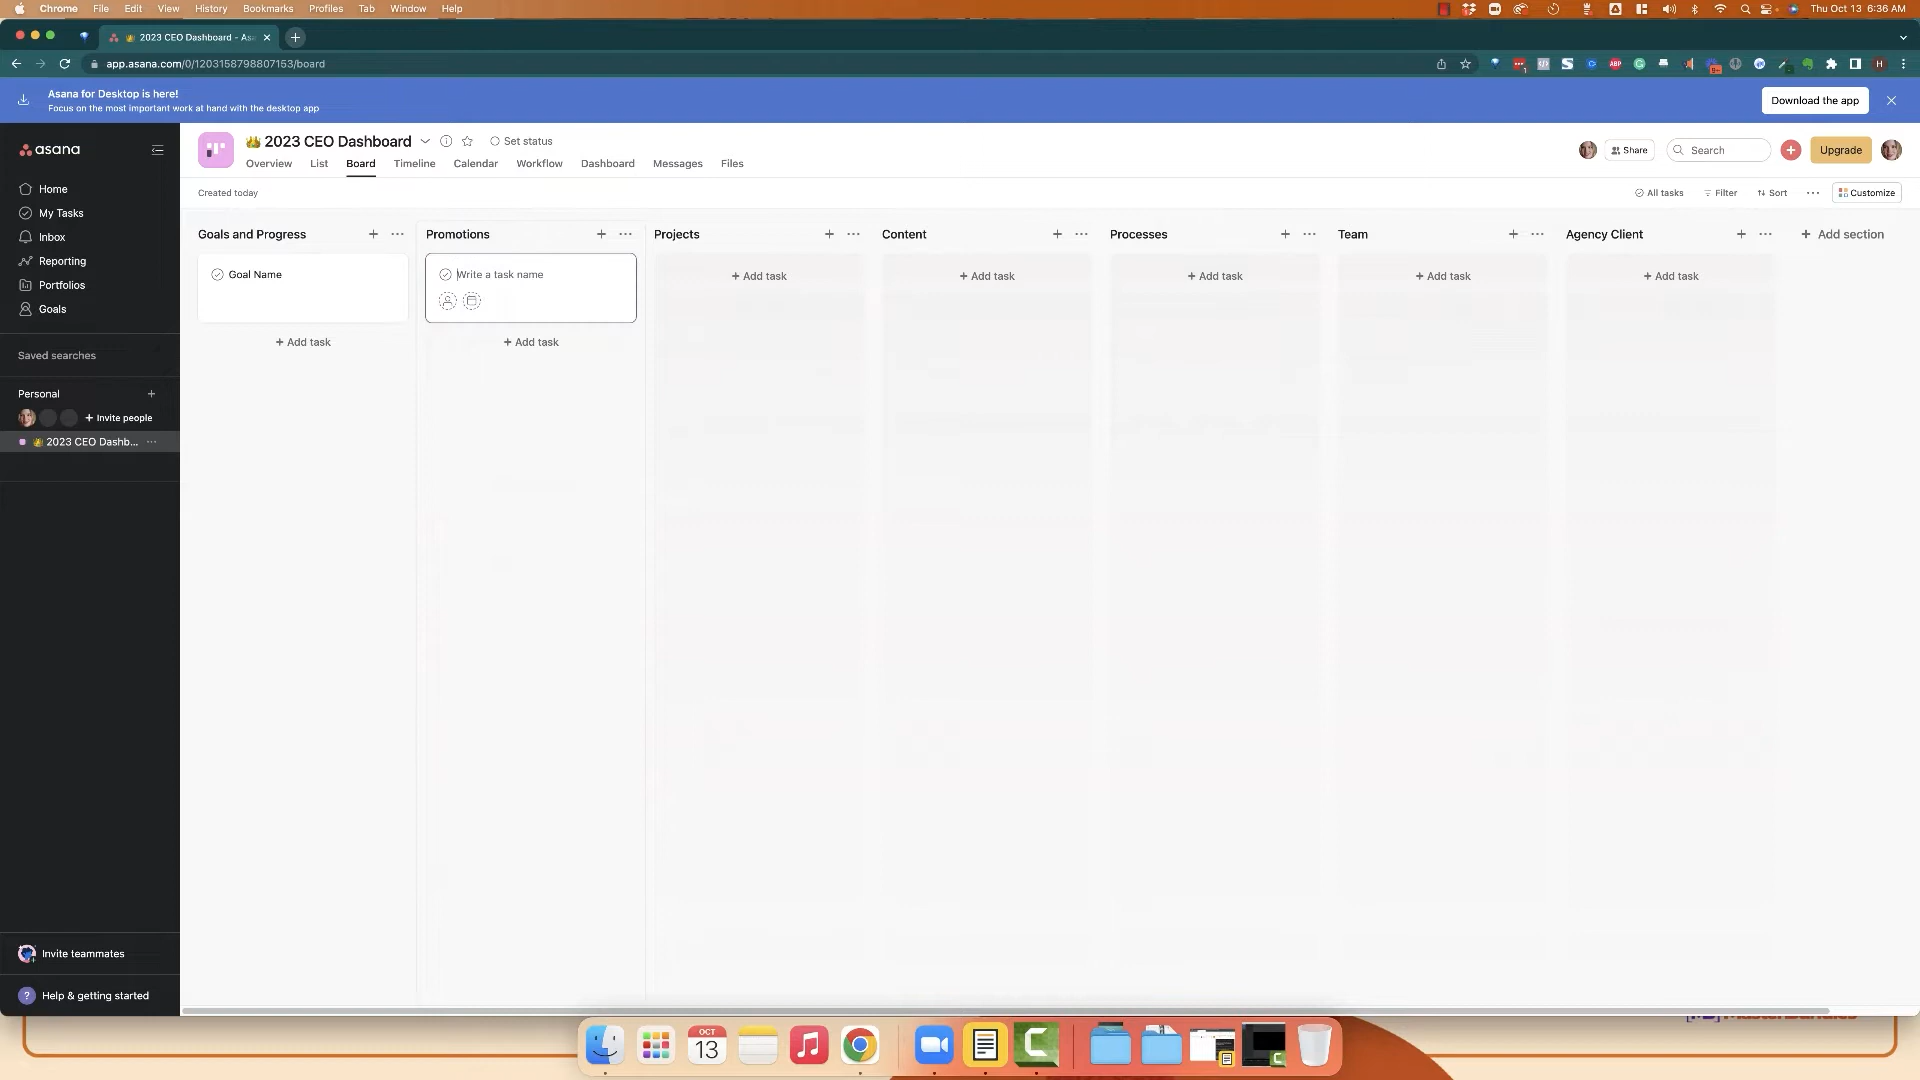 Chrome File Edit View History Bookmarks Profiles Tab Window Help Thu Oct 13 6:36 AM
2023 CEO Dashboard - Asa
app.asana.com/0/1203158798807153/board
Asana for Desktop is here!
Focus on the most important work at hand with the desktop app
Download the app
asana
Home
My Tasks
Inbox
Reporting
Portfolios
Goals
Saved searches
Personal
Invite people
2023 CEO Dashb...
Invite teammates
? Help & getting started
2023 CEO Dashboard Set status
Overview List Board Timeline Calendar Workflow Dashboard Messages Files
Share Search Upgrade
Created today
All tasks Filter Sort Customize
Goals and Progress Promotions Projects Content Processes Team Agency Client + Add section
Goal Name
Write a task name
+ Add task + Add task + Add task + Add task + Add task
+ Add task + Add task
OCT
13